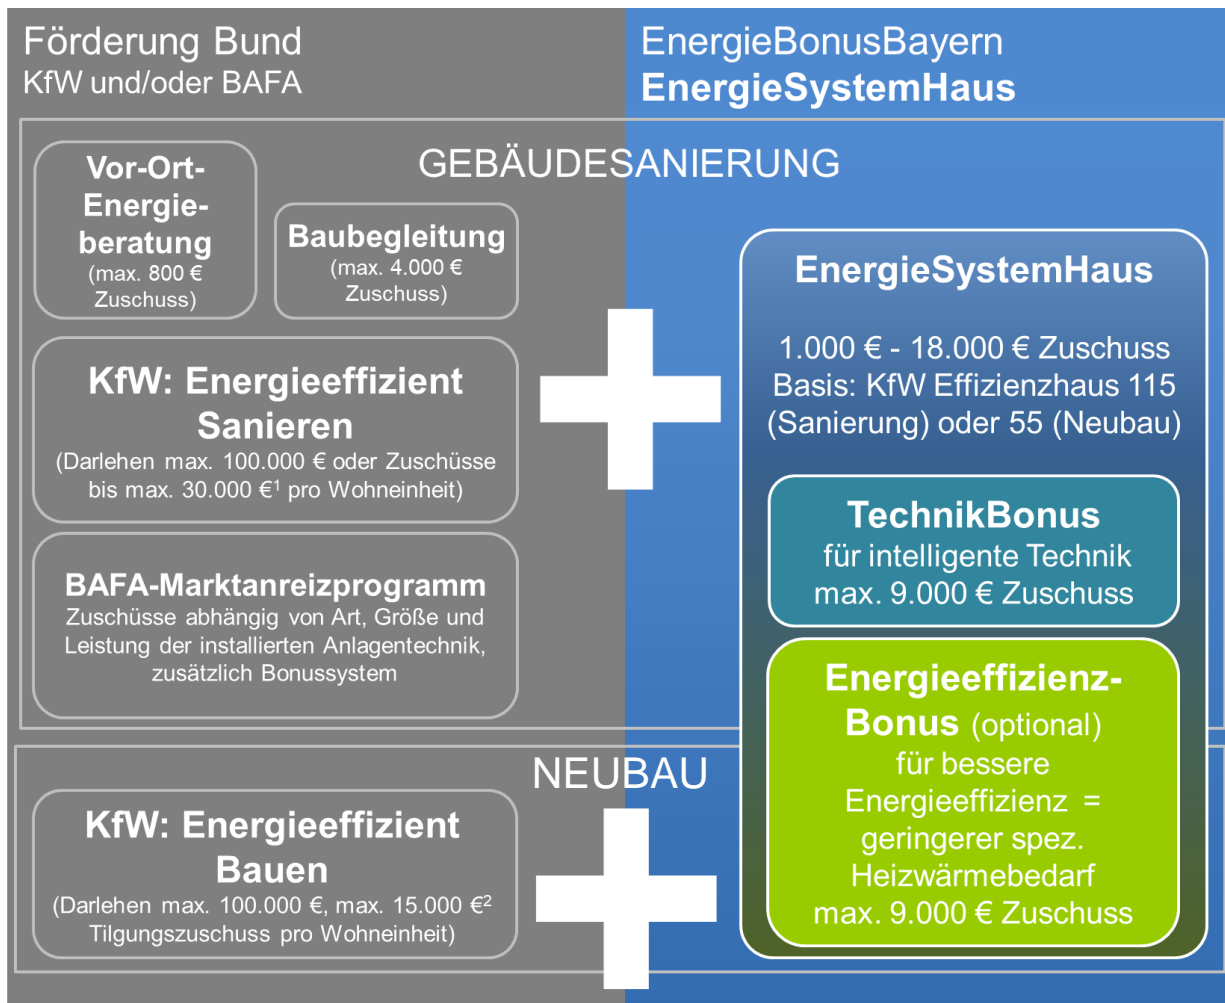 Förderung Bund
KfW und/oder BAFA
EnergieBonusBayern
EnergieSystemHaus
GEBÄUDESANIERUNG
Vor-Ort-
Energie-
beratung
(max. 800 €
Zuschuss)
Baubegleitung
(max. 4.000 €
Zuschuss)
KfW: Energieeffizient
Sanieren
(Darlehen max. 100.000 € oder Zuschüsse
bis max. 30.000 €¹ pro Wohneinheit)
BAFA-Marktanreizprogramm
Zuschüsse abhängig von Art, Größe und
Leistung der installierten Anlagentechnik,
zusätzlich Bonussystem
EnergieSystemHaus
1.000 € - 18.000 € Zuschuss
Basis: KfW Effizienzhaus 115
(Sanierung) oder 55 (Neubau)
TechnikBonus
für intelligente Technik
max. 9.000 € Zuschuss
Energieeffizienz-
Bonus (optional)
für bessere
Energieeffizienz =
geringerer spez.
Heizwärmebedarf
max. 9.000 € Zuschuss
NEUBAU
KfW: Energieeffizient
Bauen
(Darlehen max. 100.000 €, max. 15.000 €²
Tilgungszuschuss pro Wohneinheit)